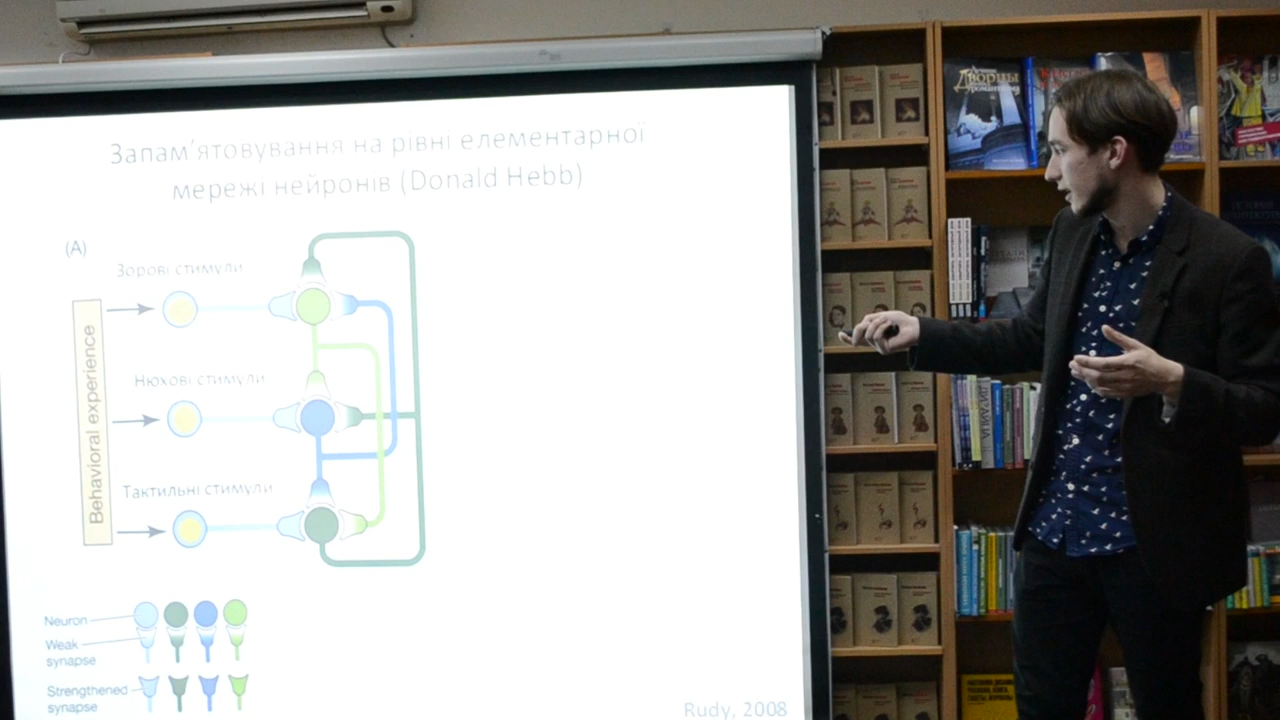 Запам’ятовування на рівні елементарної
мережі нейронів (Donald Hebb)
(A)
Зорові стимули
Behavioral experience
Нюхові стимули
Тактильні стимули
Neuron
Weak
synapse
Strengthened
synapse
Rudy, 2008
Дворцы